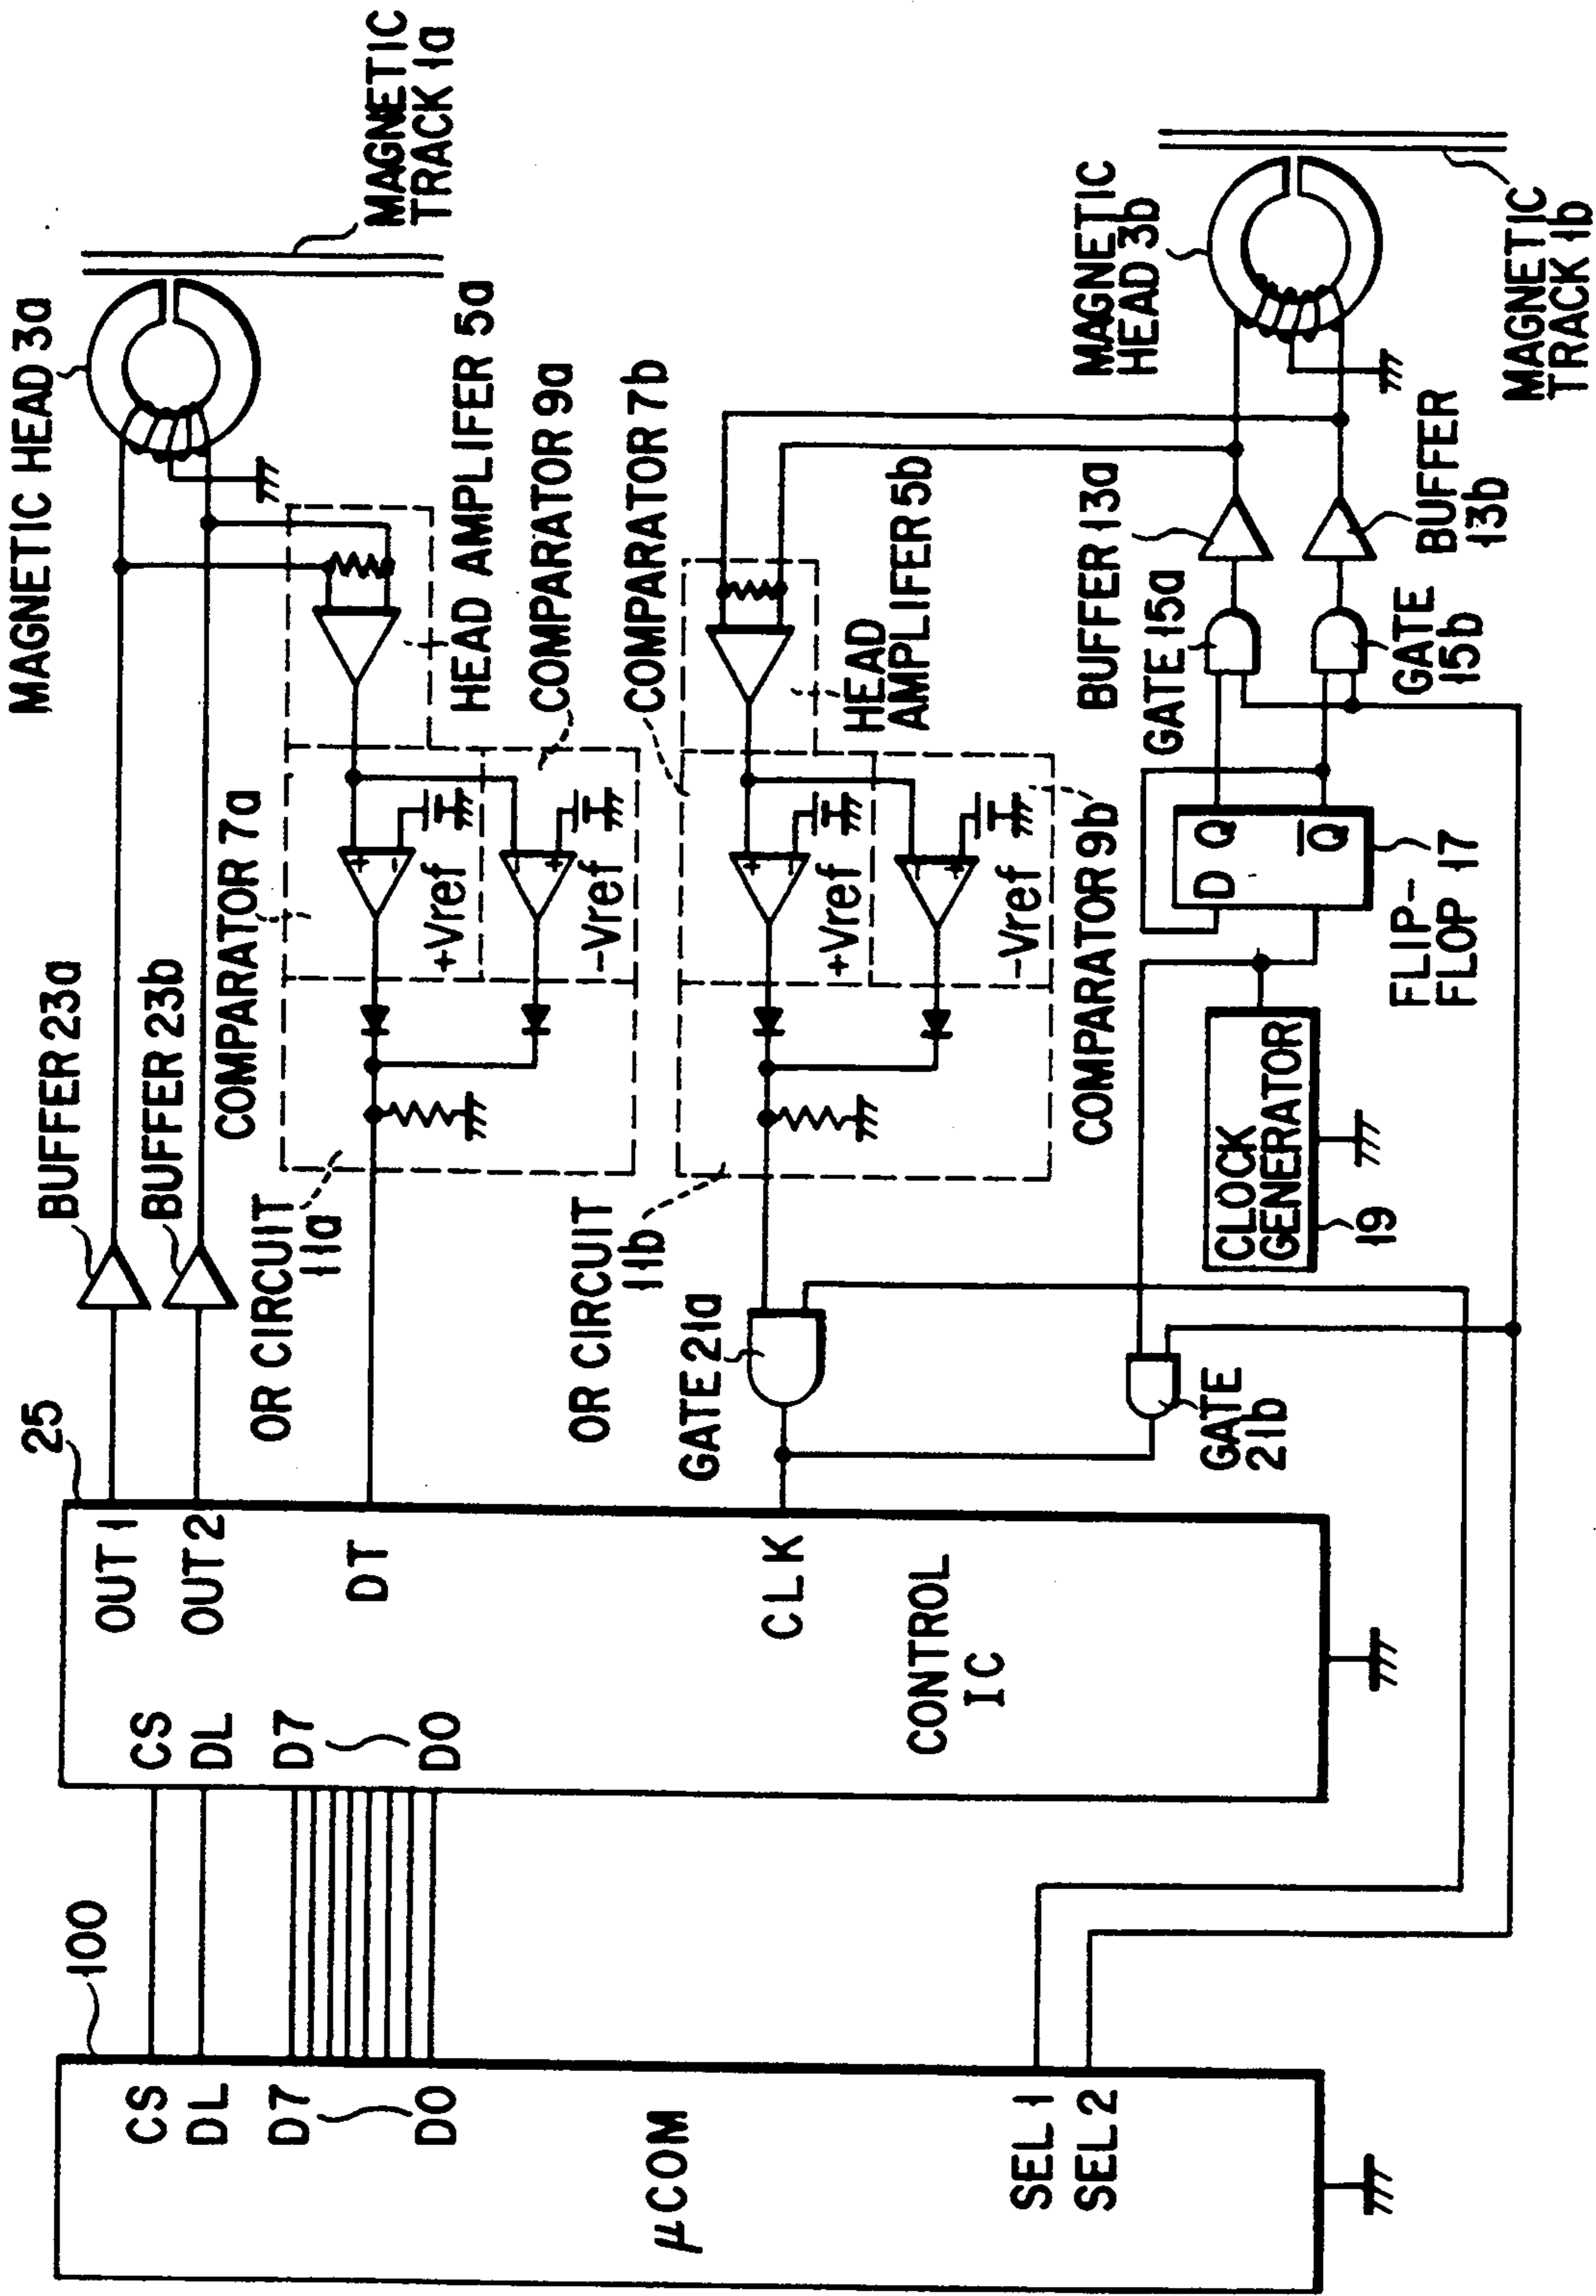 MAGNETIC HEAD 3a
MAGNETIC
TRACK 1a
BUFFER 23a
BUFFER 23b
HEAD AMPLIFER 5a
COMPARATOR 7a
COMPARATOR 9a
+Vref
-Vref
OR CIRCUIT
11a
COMPARATOR 7b
HEAD
AMPLIFER 5b
+Vref
-Vref
COMPARATOR 9b
OR CIRCUIT
11b
GATE 21a
GATE
21b
MAGNETIC
HEAD 3b
MAGNETIC
TRACK 1b
BUFFER 13a
BUFFER
13b
GATE 15a
GATE
15b
D Q
Q
FLIP-
FLOP 17
CLOCK
GENERATOR
19
25
OUT 1
OUT 2
DT
CLK
CS
DL
D7
D0
CONTROL
IC
100
CS
DL
D7
D0
μCOM
SEL 1
SEL 2